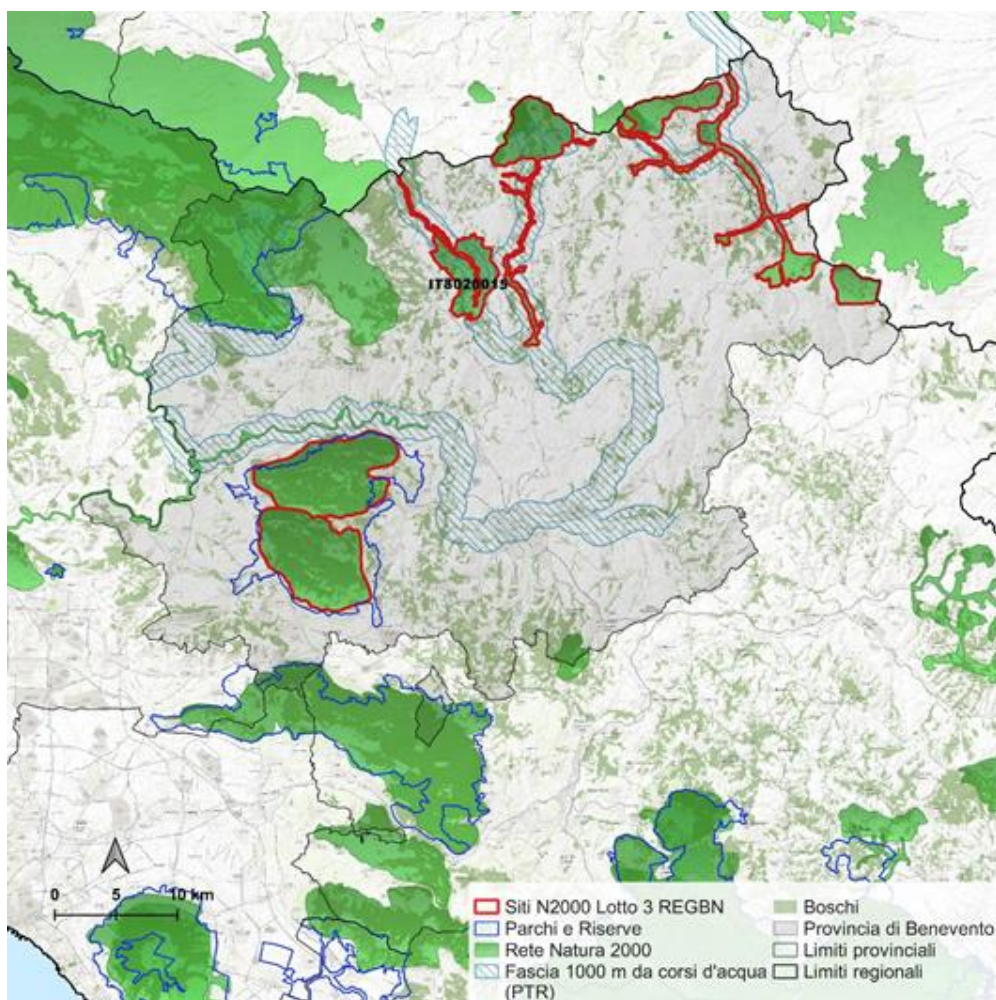 IT8020015
0 5 10 km
Siti N2000 Lotto 3 REGBN
Parchi e Riserve
Rete Natura 2000
Fascia 1000 m da corsi d'acqua
(PTR)
Boschi
Provincia di Benevento
Limiti provinciali
Limiti regionali